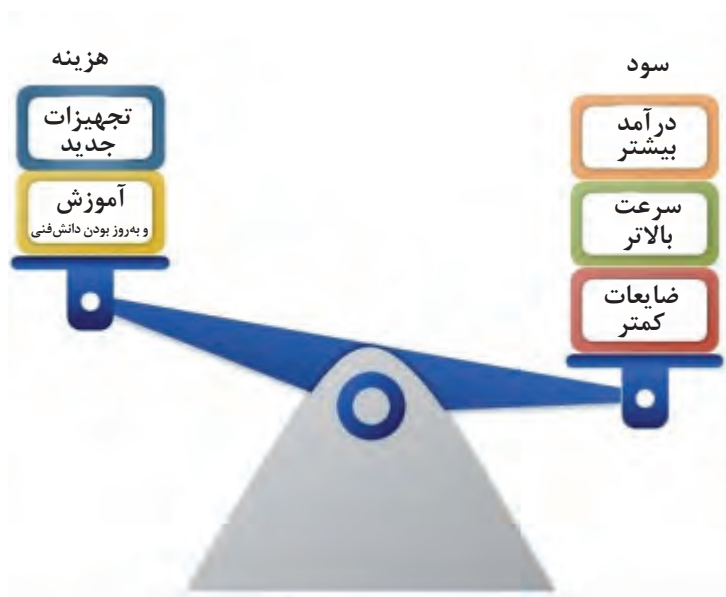 سود
درآمد
بیشتر
سرعت
بالاتر
ضایعات
کمتر
هزینه
تجهیزات
جدید
آموزش
و به‌روز بودن دانش‌فنی